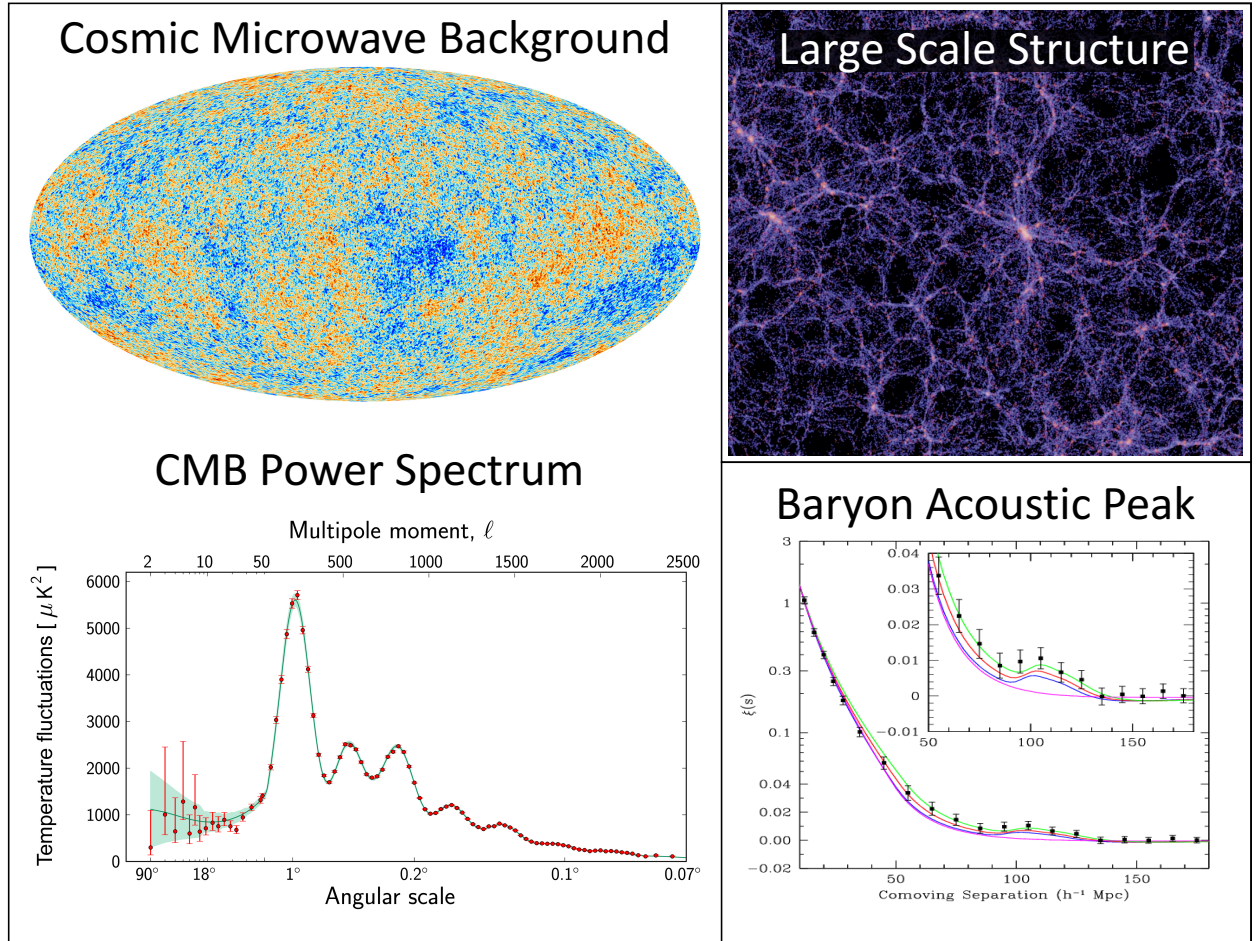 Cosmic Microwave Background
CMB Power Spectrum
Multipole moment, ℓ
2 10 50 500 1000 1500 2000 2500
Temperature fluctuations [ μ K² ]
6000
5000
4000
3000
2000
1000
0
90° 18° 1° 0.2° 0.1° 0.07°
Angular scale
Large Scale Structure
Baryon Acoustic Peak
ξ(s)
3
1
0.3
0.1
0.04
0.02
0.00
−0.02
0.04
0.03
0.02
0.01
0
−0.01
50 100 150
50 100 150
Comoving Separation (h⁻¹ Mpc)